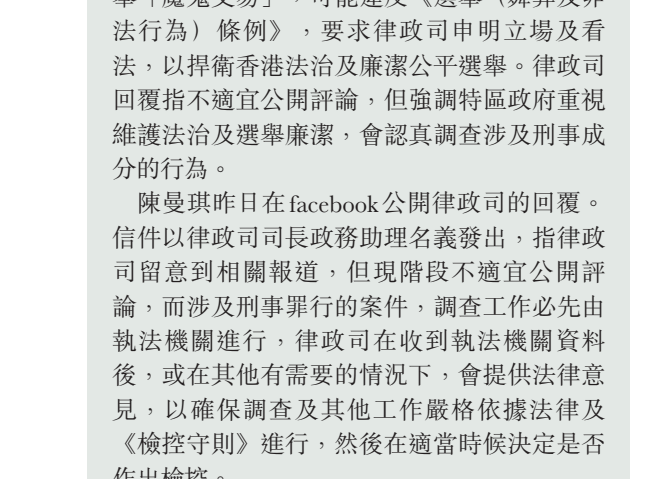 舉「魔鬼交易」，可能違反《選舉（舞弊及非
法行為）條例》，要求律政司申明立場及看
法，以捍衛香港法治及廉潔公平選舉。律政司
回覆指不適宜公開評論，但強調特區政府重視
維護法治及選舉廉潔，會認真調查涉及刑事成
分的行為。
陳曼琪昨日在facebook公開律政司的回覆。
信件以律政司司長政務助理名義發出，指律政
司留意到相關報道，但現階段不適宜公開評
論，而涉及刑事罪行的案件，調查工作必先由
執法機關進行，律政司在收到執法機關資料
後，或在其他有需要的情況下，會提供法律意
見，以確保調查及其他工作嚴格依據法律及
《檢控守則》進行，然後在適當時候決定是否
作出檢控。